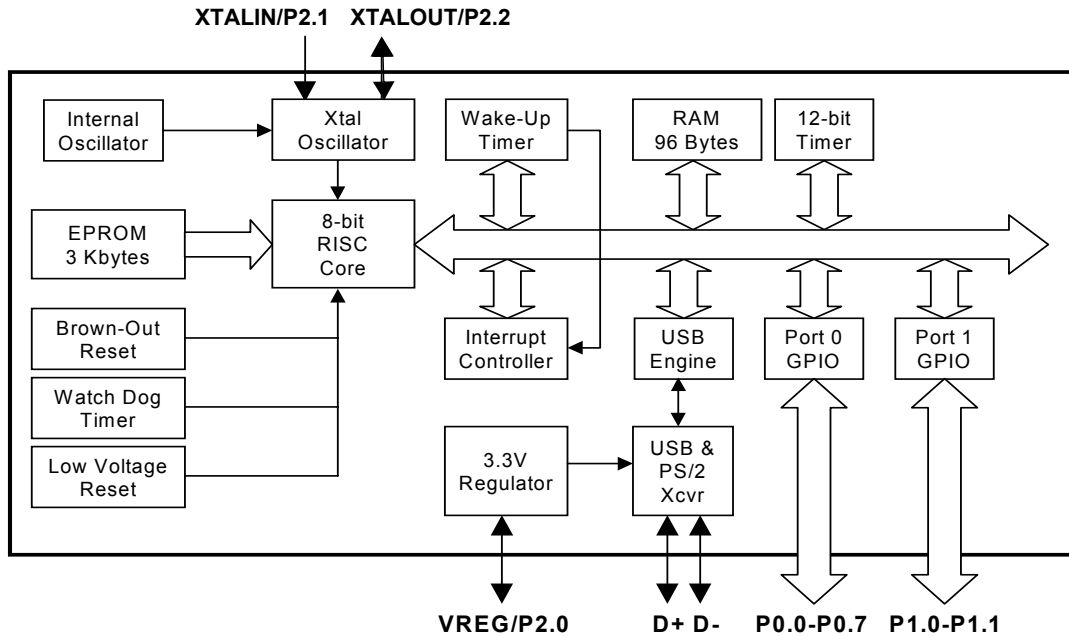 XTALIN/P2.1 XTALOUT/P2.2
Internal
Oscillator
Xtal
Oscillator
Wake-Up
Timer
RAM
96 Bytes
12-bit
Timer
EPROM
3 Kbytes
8-bit
RISC
Core
Brown-Out
Reset
Interrupt
Controller
USB
Engine
Port 0
GPIO
Port 1
GPIO
Watch Dog
Timer
Low Voltage
Reset
3.3V
Regulator
USB &
PS/2
Xcvr
VREG/P2.0 D+ D- P0.0-P0.7 P1.0-P1.1